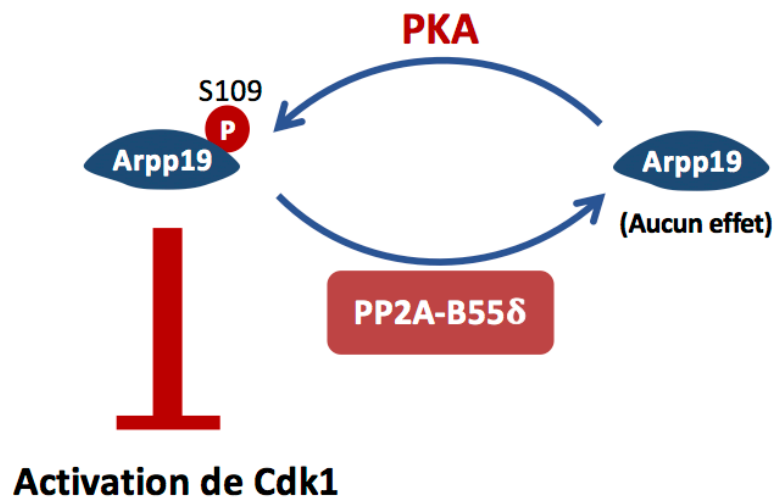 PKA
S109
P
Arpp19
Arpp19
(Aucun effet)
PP2A-B55δ
Activation de Cdk1